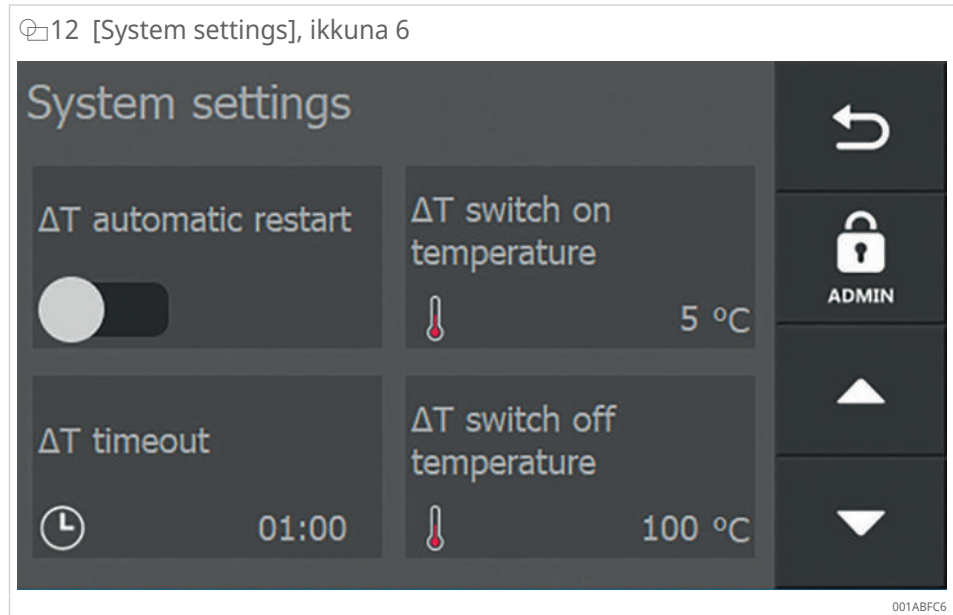 12 [System settings], ikkuna 6
System settings
ΔT automatic restart
ΔT switch on
temperature
5 °C
ADMIN
ΔT timeout
01:00
ΔT switch off
temperature
100 °C
001ABFC6